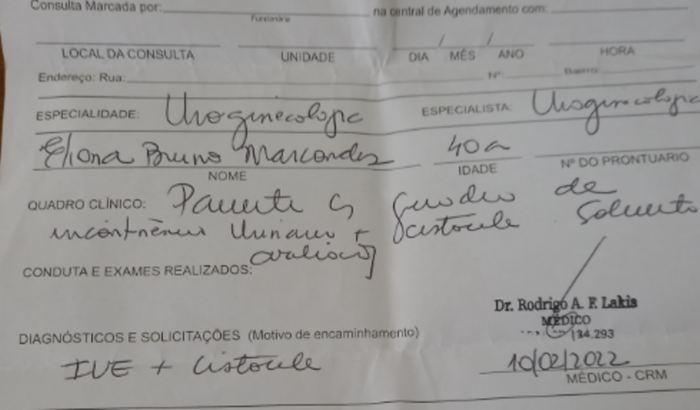 Consulta Marcada por: na central de Agendamento com:
Funcionário
LOCAL DA CONSULTA UNIDADE DIA / MÊS / ANO HORA
Endereço: Rua: Nº Bairro:
ESPECIALIDADE: Uroginecologia ESPECIALISTA: Uroginecologia
Eliana Bruno Marcondes 40a
NOME IDADE Nº DO PRONTUÁRIO
QUADRO CLÍNICO: Paciente c/ quadro de
incontinência Urinária + cistocele Solicito
avaliação
CONDUTA E EXAMES REALIZADOS:
Dr. Rodrigo A. F. Lakis
MÉDICO
134.293
DIAGNÓSTICOS E SOLICITAÇÕES (Motivo de encaminhamento)
IUE + Cistocele 10/02/2022
MÉDICO - CRM